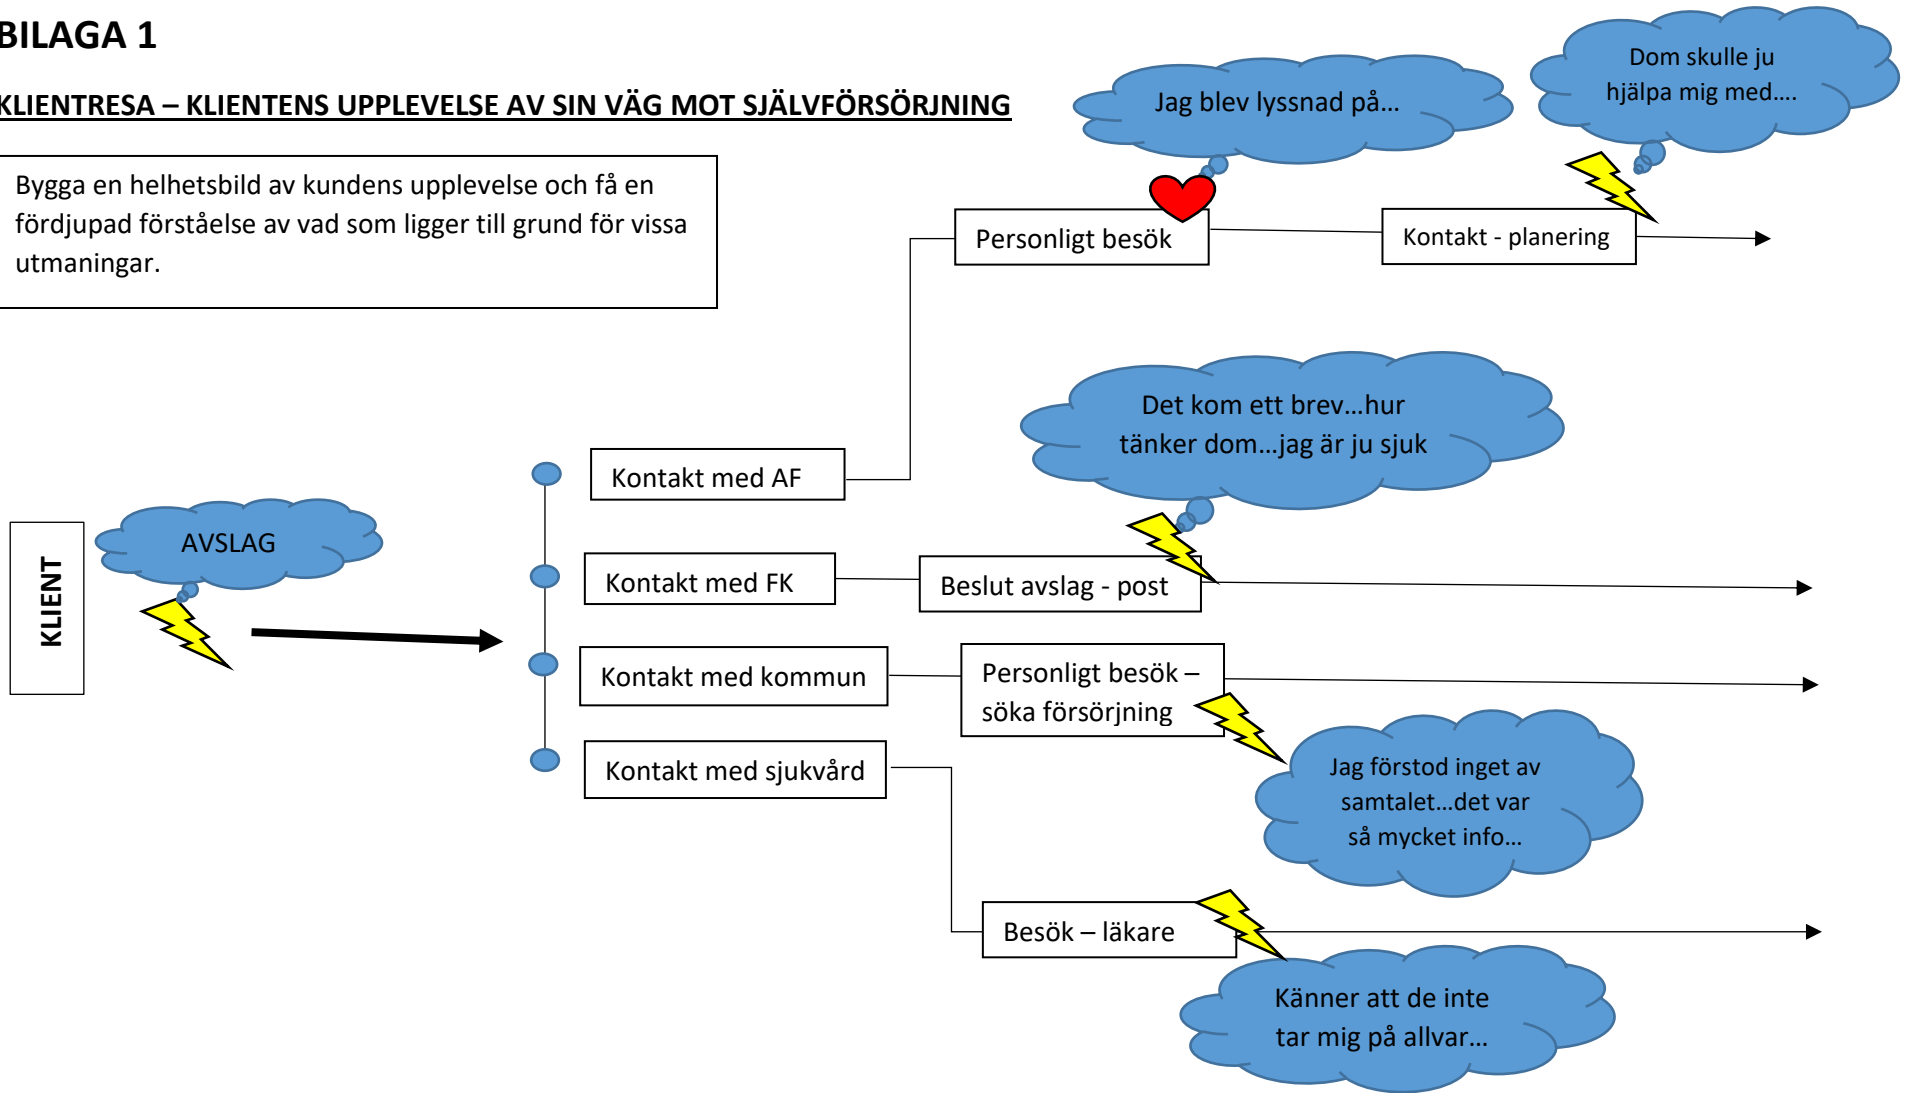 BILAGA 1
KLIENTRESA – KLIENTENS UPPLEVELSE AV SIN VÄG MOT SJÄLVFÖRSÖRJNING
Bygga en helhetsbild av kundens upplevelse och få en
fördjupad förståelse av vad som ligger till grund för vissa
utmaningar.
Jag blev lyssnad på...
Dom skulle ju
hjälpa mig med....
Personligt besök
Kontakt - planering
Det kom ett brev...hur
tänker dom...jag är ju sjuk
Kontakt med AF
KLIENT
AVSLAG
Kontakt med FK
Beslut avslag - post
Kontakt med kommun
Personligt besök –
söka försörjning
Kontakt med sjukvård
Jag förstod inget av
samtalet...det var
så mycket info...
Besök – läkare
Känner att de inte
tar mig på allvar...